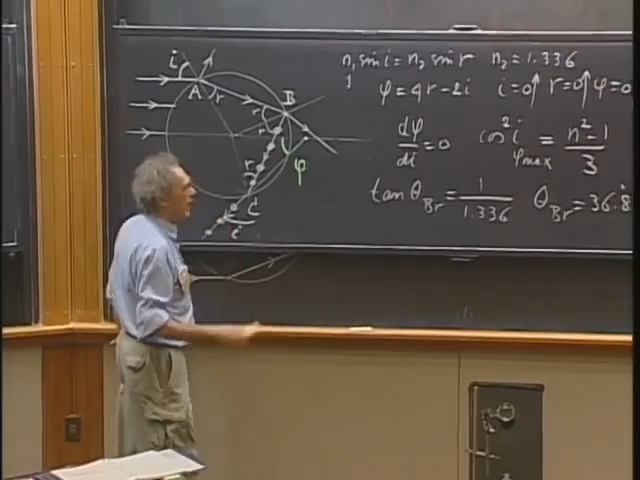 n₁ sin i = n₂ sin r n₂ = 1.336
φ = 4r - 2i i = 0↑ r = 0↑ φ = 0
dφ/di = 0 cos² i φmax = n² - 1 / 3
tan θBr = 1 / 1.336 θBr = 36.8
i
A
r
B
r
r
i
φ
r
C
i